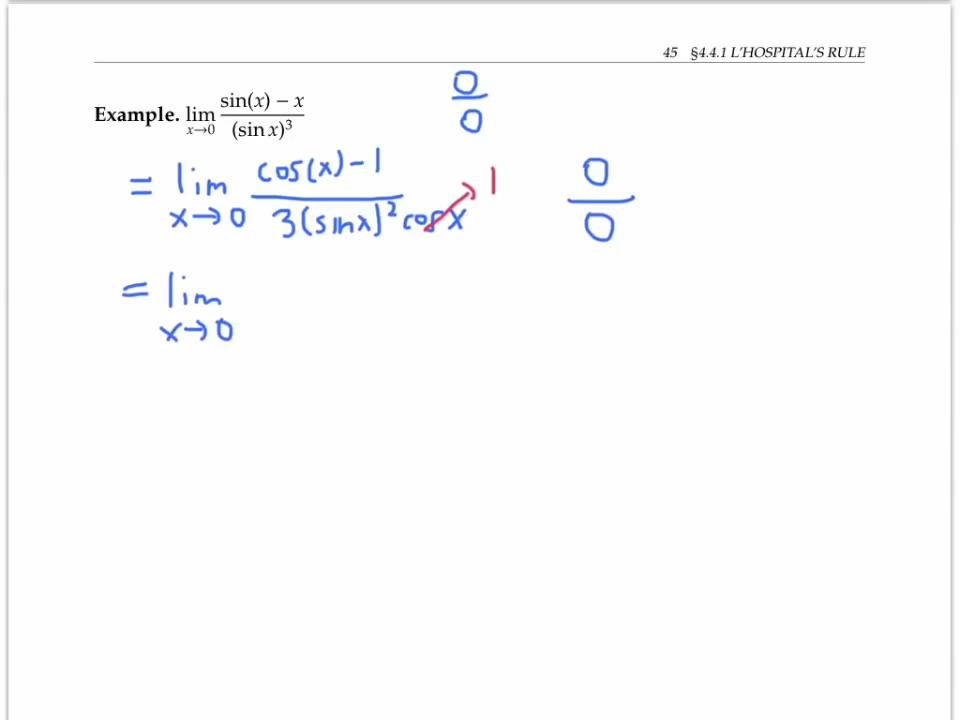 45 §4.4.1 L'HOSPITAL'S RULE
Example. lim x→0 (sin(x) − x)/((sin x)³) 0/0
= lim x→0 (cos(x) − 1)/(3(sin x)² cos x) → 1 0/0
= lim x→0